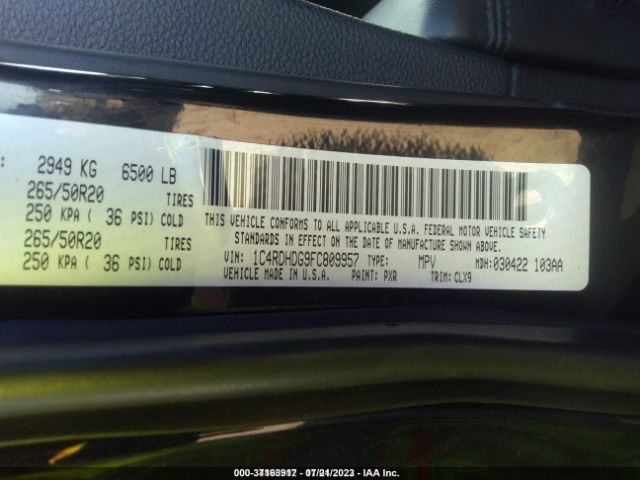 : 2949 KG 6500 LB
265/50R20 TIRES
250 KPA ( 36 PSI) COLD
265/50R20 TIRES
250 KPA ( 36 PSI) COLD
THIS VEHICLE CONFORMS TO ALL APPLICABLE U.S.A. FEDERAL MOTOR VEHICLE SAFETY
STANDARDS IN EFFECT ON THE DATE OF MANUFACTURE SHOWN ABOVE.
VIN: 1C4RDHDG9FC809957 TYPE: MPV MDH: 030422 103AA
VEHICLE MADE IN U.S.A. PAINT: PXR TRIM: CLX9
07/21/2023 - IAA Inc.